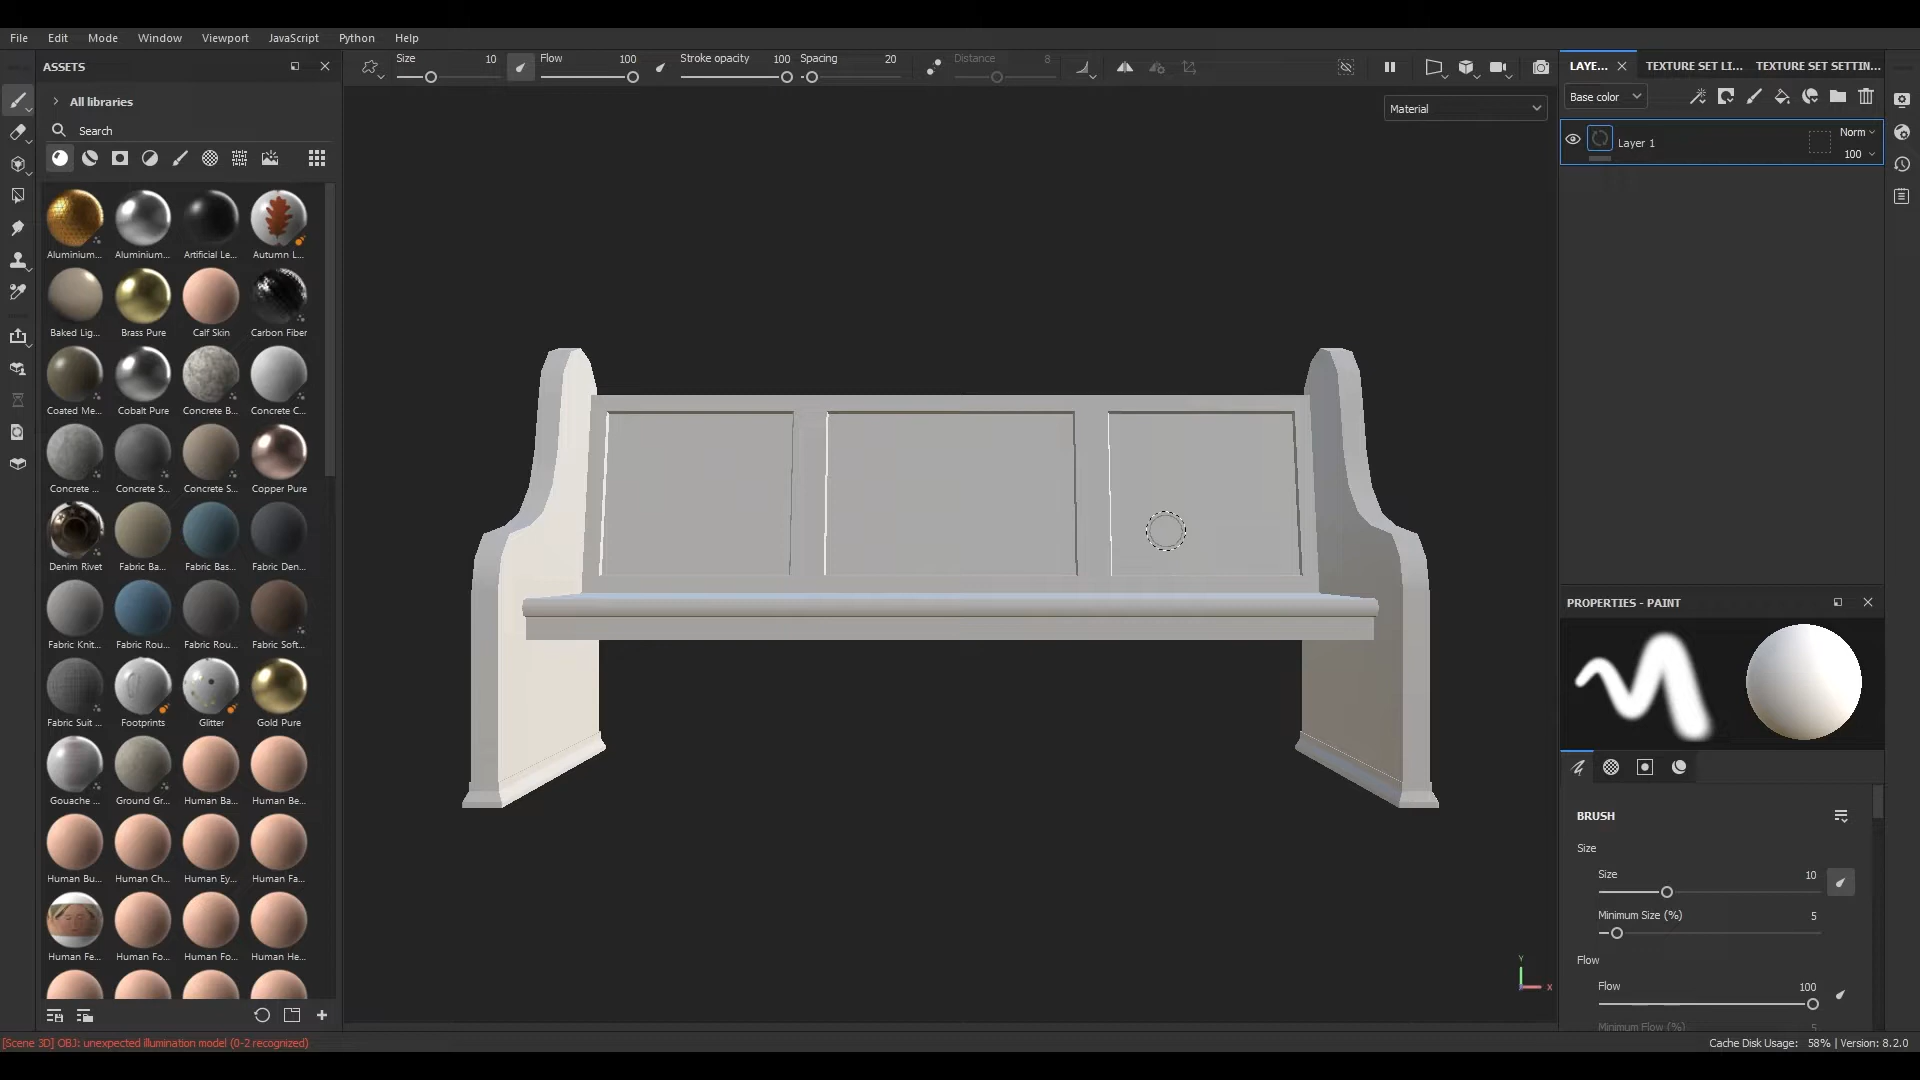 File Edit Mode Window Viewport JavaScript Python Help
ASSETS
Size 10 Flow 100 Stroke opacity 100 Spacing 20 Distance 8
All libraries
Search
Aluminium... Aluminium... Artificial Le... Autumn L...
Baked Lig... Brass Pure Calf Skin Carbon Fiber
Coated Me... Cobalt Pure Concrete B... Concrete C...
Concrete ... Concrete S... Concrete S... Copper Pure
Denim Rivet Fabric Ba... Fabric Bas... Fabric Den...
Fabric Knit... Fabric Rou... Fabric Rou... Fabric Soft...
Fabric Suit ... Footprints Glitter Gold Pure
Gouache ... Ground Gr... Human Ba... Human Be...
Human Bu... Human Ch... Human Ey... Human Fa...
Human Fe... Human Fo... Human Fo... Human He...
Material
Y
X
LAYE... TEXTURE SET LI... TEXTURE SET SETTIN...
Base color
Layer 1 Norm
100
PROPERTIES - PAINT
BRUSH
Size
Size 10
Minimum Size (%) 5
Flow
Flow 100
Minimum Flow (%) 5
[Scene 3D] OBJ: unexpected illumination model (0-2 recognized)
Cache Disk Usage: 58% | Version: 8.2.0